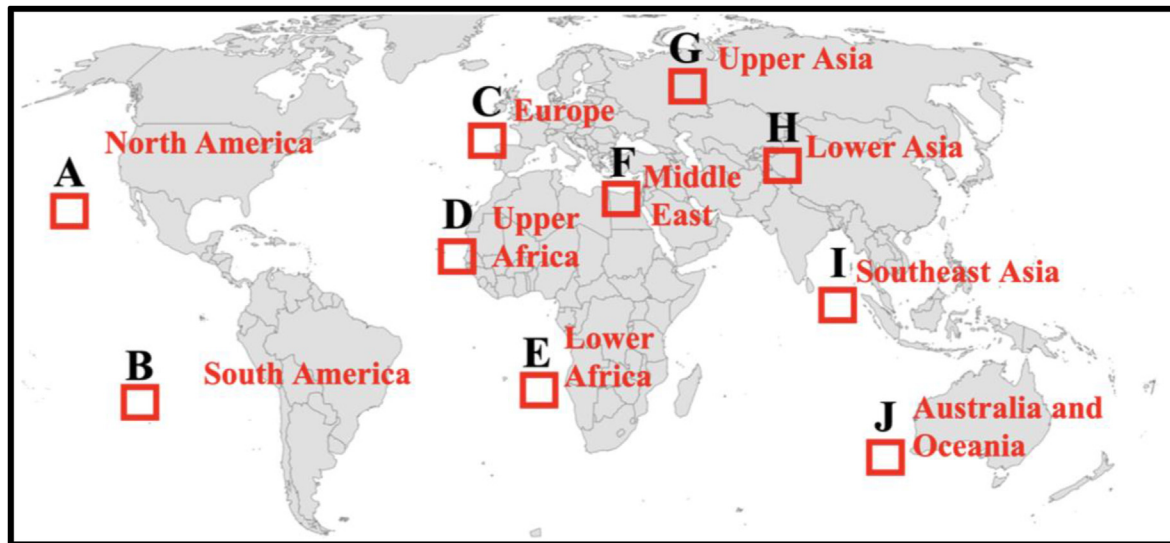 G
Upper Asia
C
Europe
H
North America
Lower Asia
A
F
Middle
East
D
Upper
Africa
I
Southeast Asia
E
Lower
Africa
B
South America
J
Australia and
Oceania